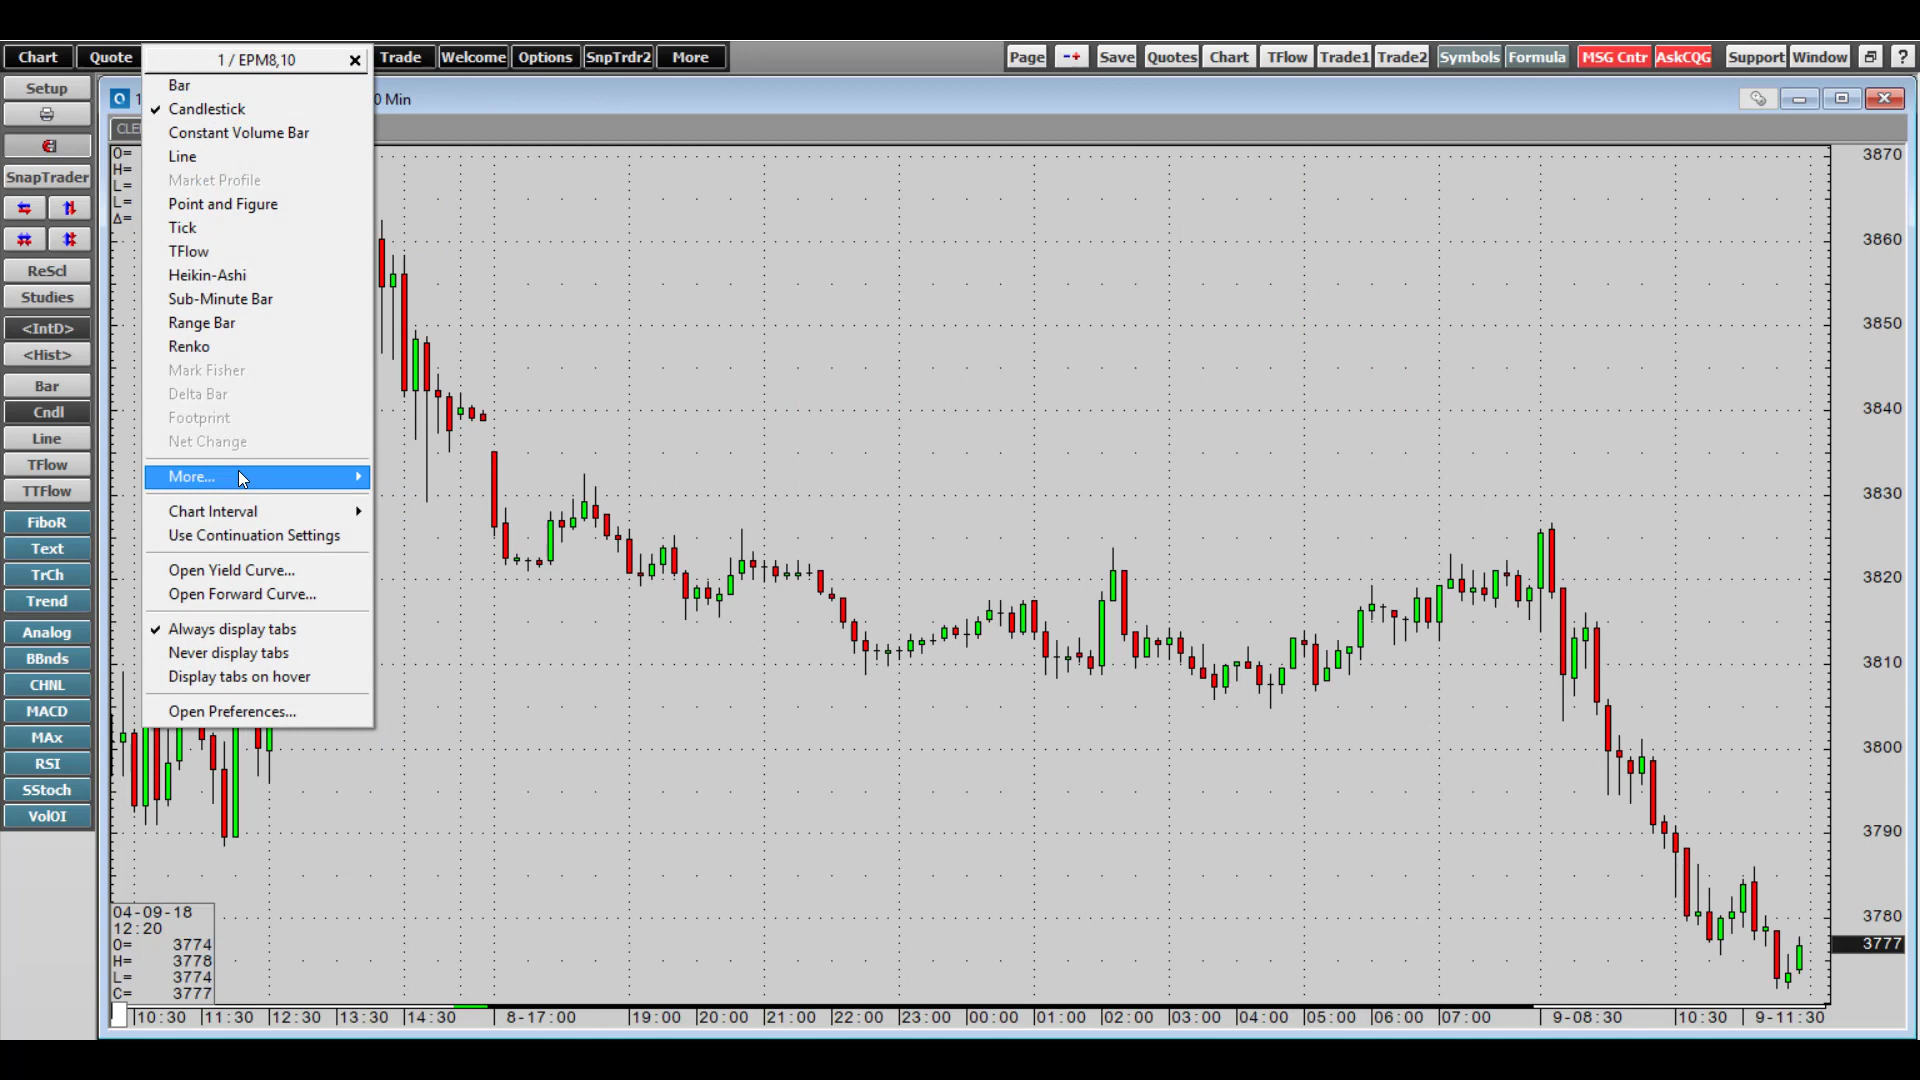 Chart
Quote
1 / EPM8,10
Trade
Welcome
Options
SnpTrdr2
More
Page
Save
Quotes
Chart
TFlow
Trade1
Trade2
Symbols
Formula
MSG Cntr
AskCQG
Support
Window
?
Setup
SnapTrader
ReScl
Studies
<IntD>
<Hist>
Bar
Cndl
Line
TFlow
TTFlow
FiboR
Text
TrCh
Trend
Analog
BBnds
CHNL
MACD
MAx
RSI
SStoch
VolOI
Bar
Candlestick
Constant Volume Bar
Line
Market Profile
Point and Figure
Tick
TFlow
Heikin-Ashi
Sub-Minute Bar
Range Bar
Renko
Mark Fisher
Delta Bar
Footprint
Net Change
More...
Chart Interval
Use Continuation Settings
Open Yield Curve...
Open Forward Curve...
Always display tabs
Never display tabs
Display tabs on hover
Open Preferences...
0 Min
CLE
O=
H=
L=
L=
Δ=
3870
3860
3850
3840
3830
3820
3810
3800
3790
3780
3777
04-09-18
12:20
O= 3774
H= 3778
L= 3774
C= 3777
10:30 11:30 12:30 13:30 14:30 8-17:00 19:00 20:00 21:00 22:00 23:00 00:00 01:00 02:00 03:00 04:00 05:00 06:00 07:00 9-08:30 10:30 9-11:30